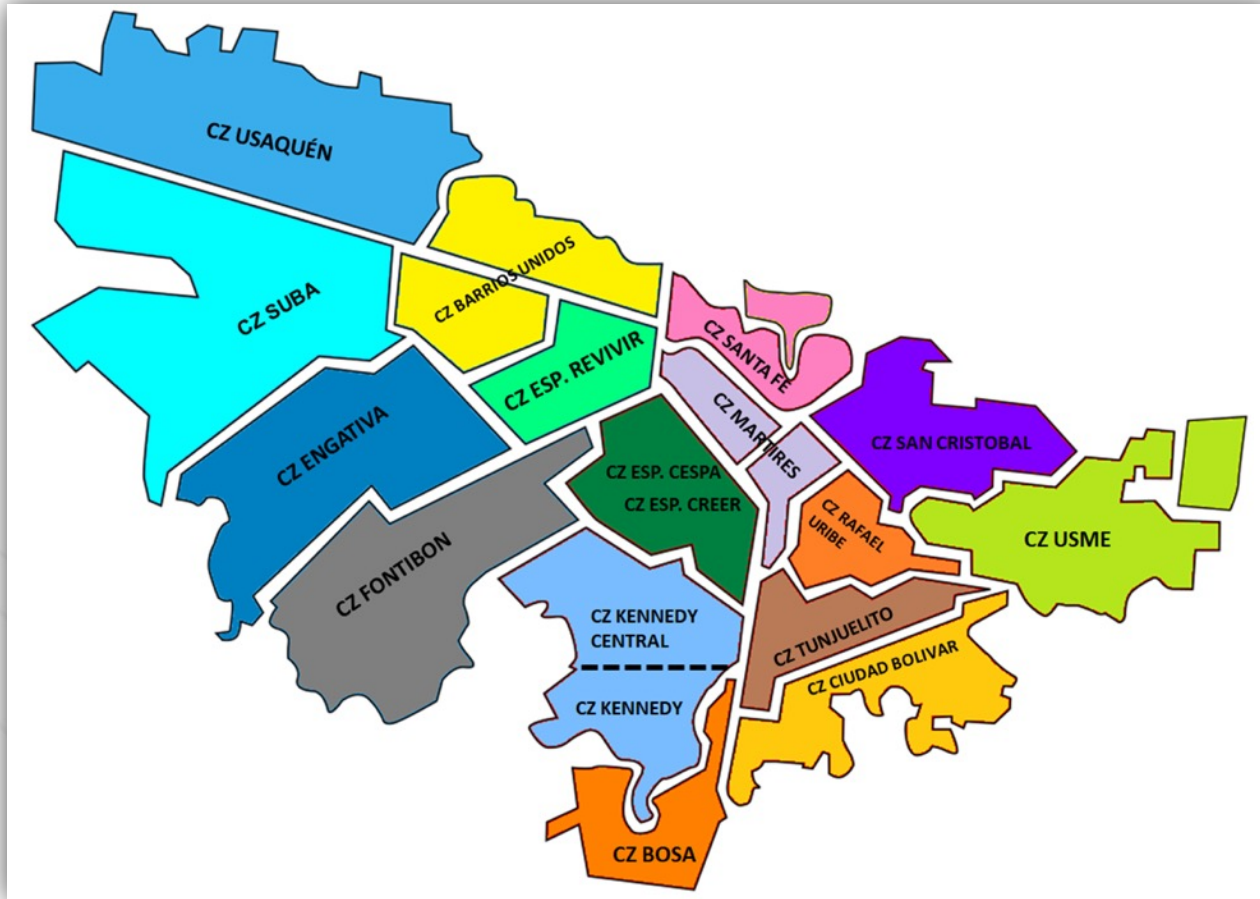 CZ USAQUÉN
CZ BARRIOS UNIDOS
CZ SUBA
CZ ESP. REVIVIR
CZ SANTA FE
CZ MARTIRES
CZ SAN CRISTOBAL
CZ ENGATIVA
CZ ESP. CESPA
CZ ESP. CREER
CZ RAFAEL
URIBE
CZ USME
CZ FONTIBON
CZ KENNEDY
CENTRAL
CZ TUNJUELITO
CZ CIUDAD BOLIVAR
CZ KENNEDY
CZ BOSA